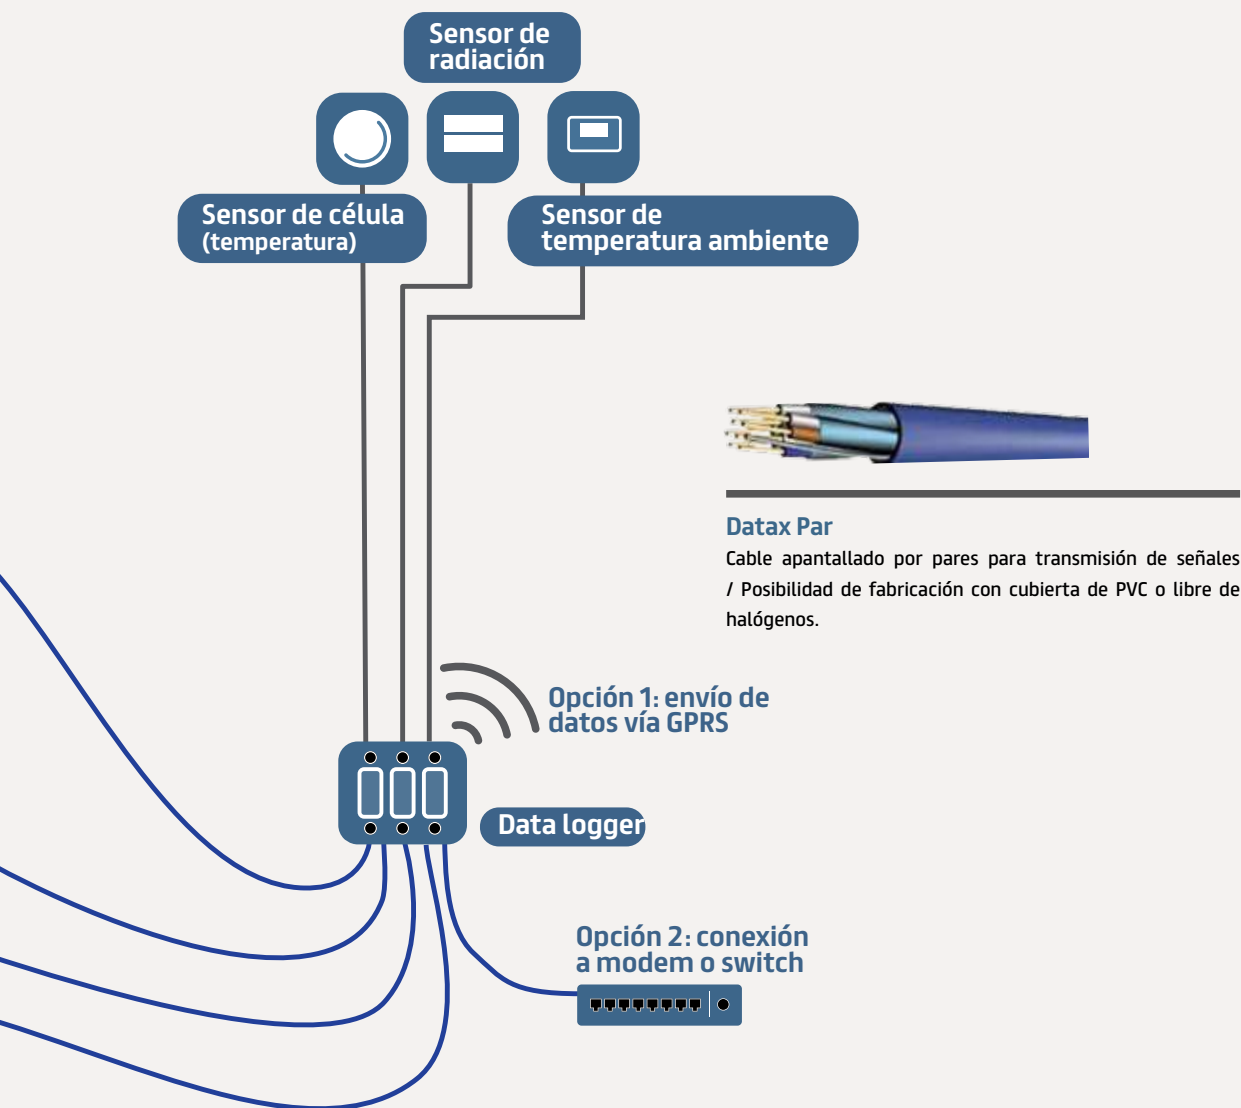 Sensor de
radiación
Sensor de célula
(temperatura)
Sensor de
temperatura ambiente
Datax Par
Cable apantallado por pares para transmisión de señales
/ Posibilidad de fabricación con cubierta de PVC o libre de
halógenos.
Opción 1: envío de
datos vía GPRS
Data logger
Opción 2: conexión
a modem o switch